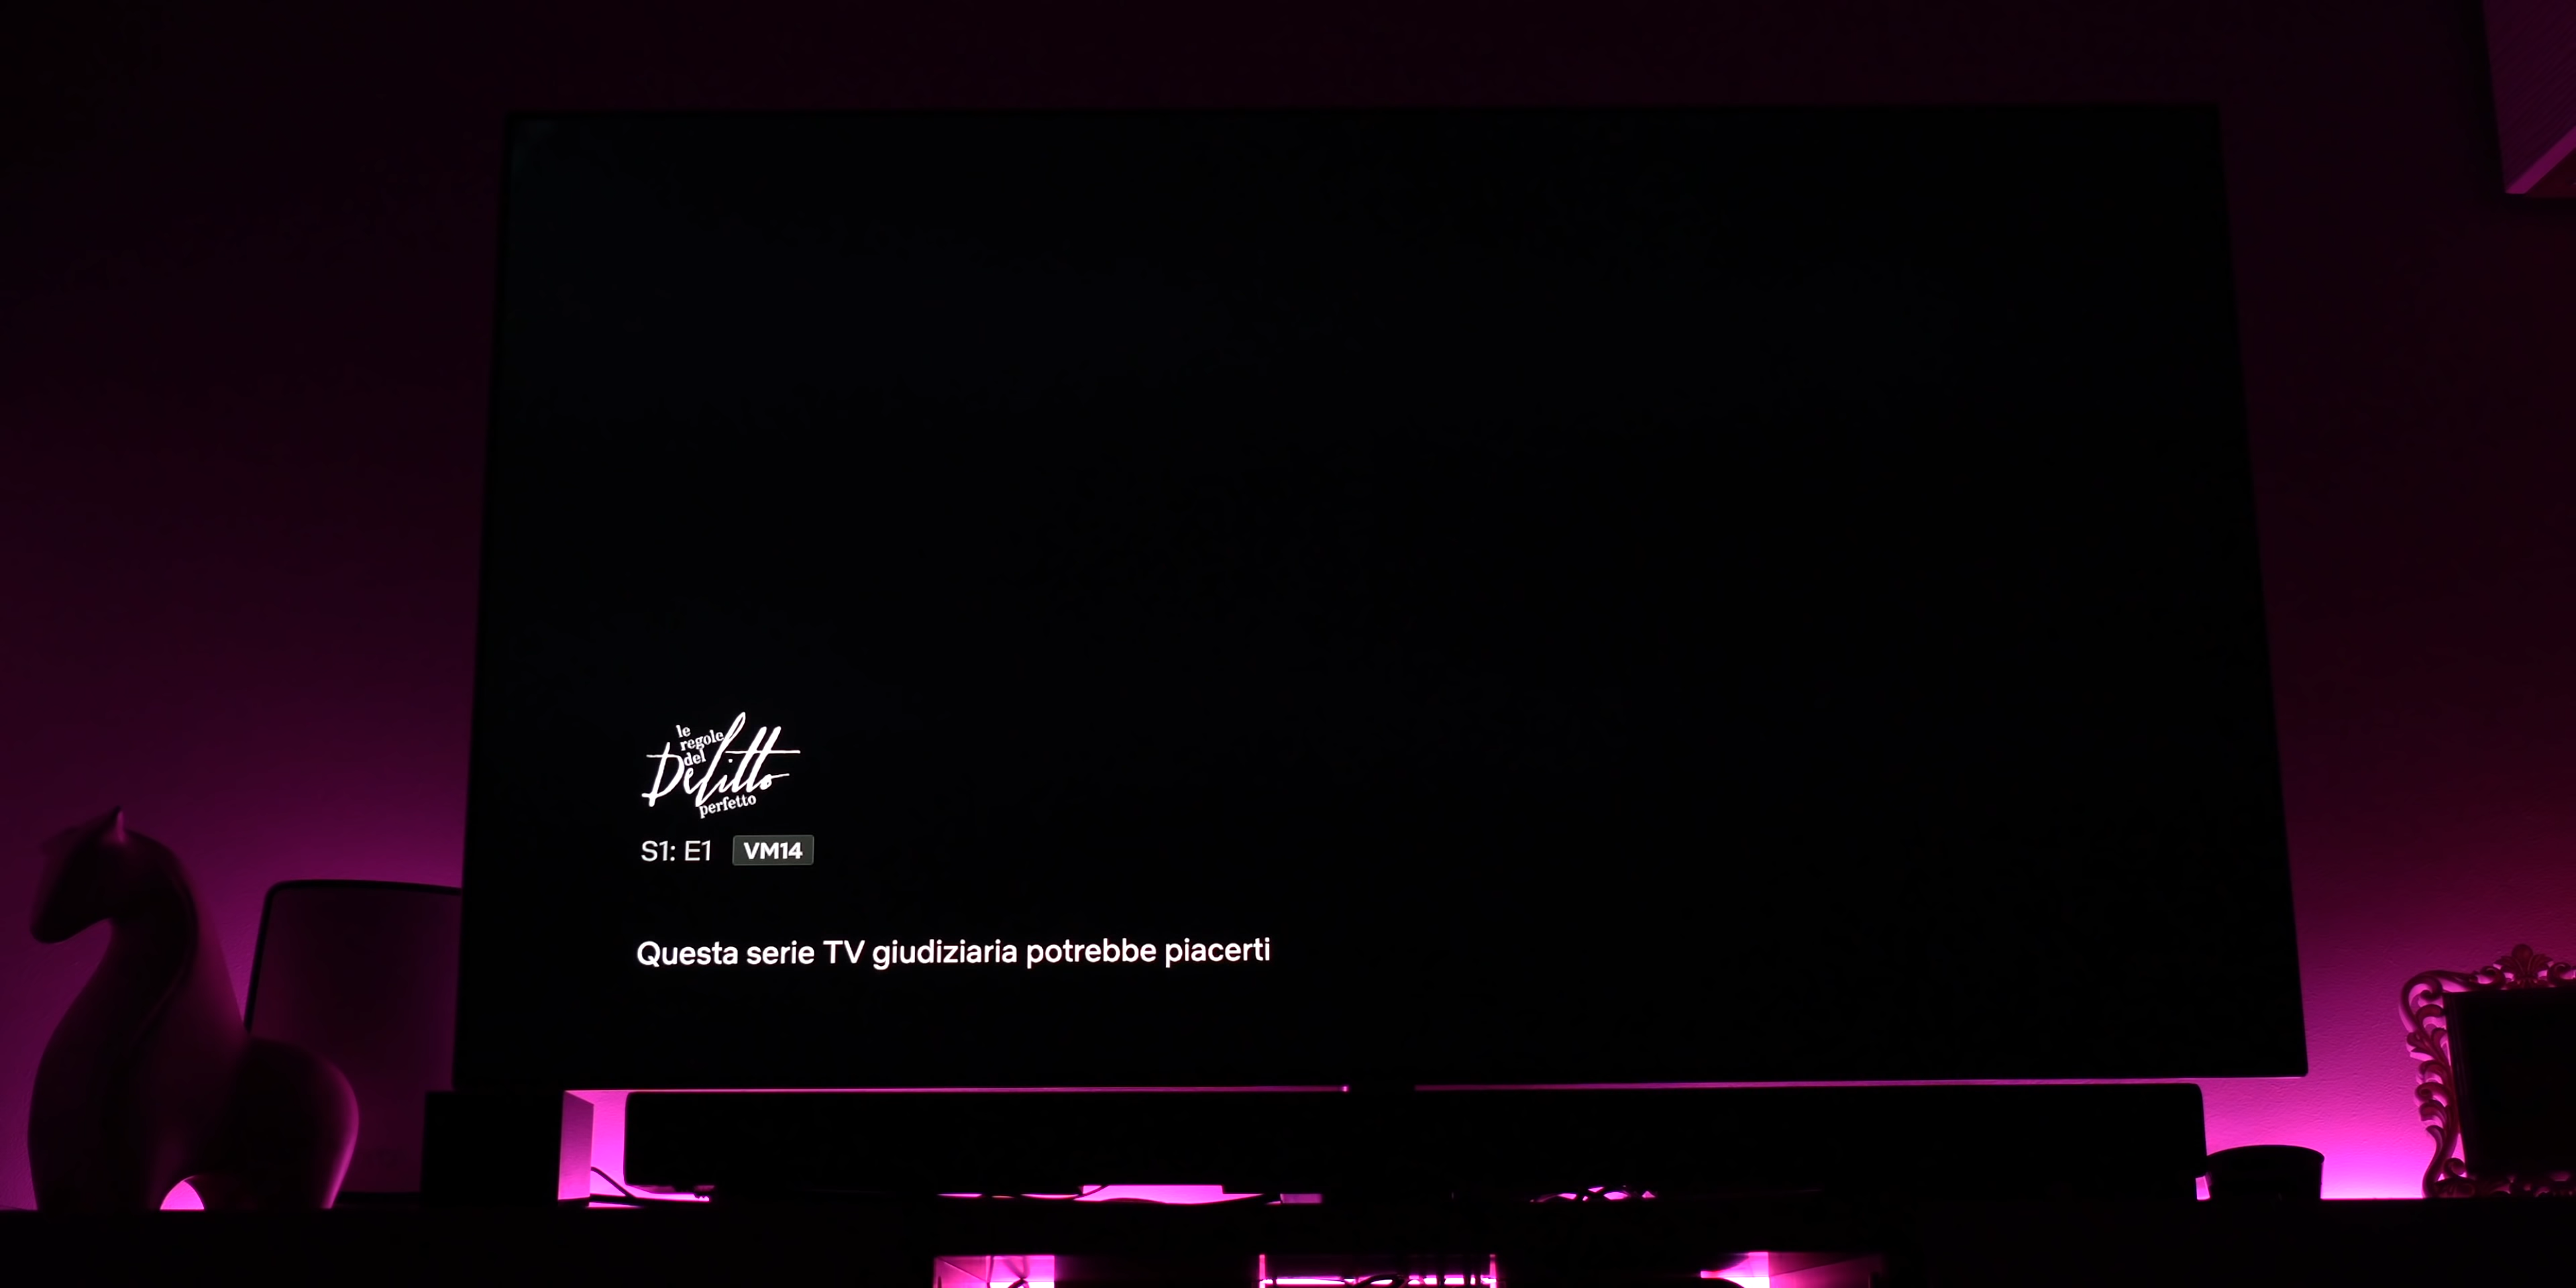 le
regole
del
Delitto
perfetto
S1: E1 VM14
Questa serie TV giudiziaria potrebbe piacerti